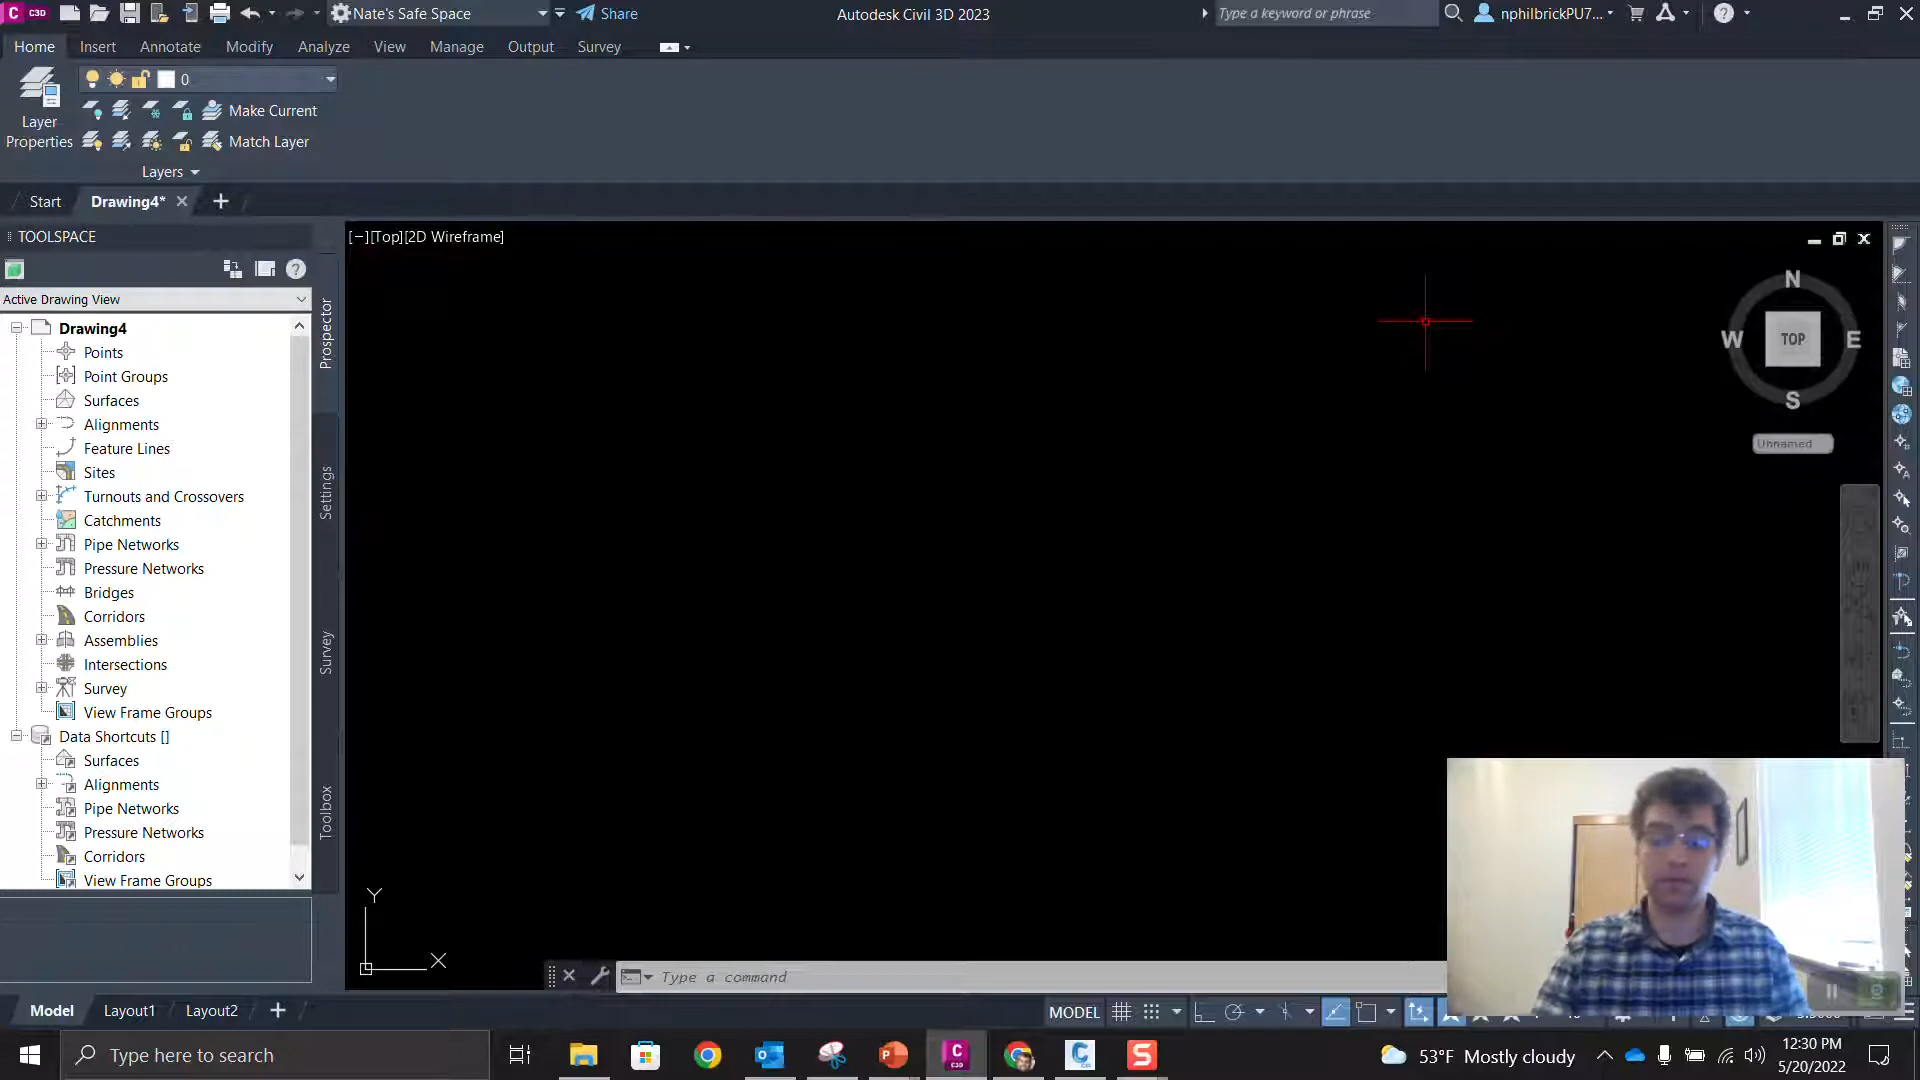 C3D Nate's Safe Space Share Autodesk Civil 3D 2023 Type a keyword or phrase nphilbrickPU7...
Home Insert Annotate Modify Analyze View Manage Output Survey
0
Make Current
Layer Properties
Match Layer
Layers
Start Drawing4*
TOOLSPACE
[−][Top][2D Wireframe]
Active Drawing View
Drawing4
Points
Point Groups
Surfaces
Alignments
Feature Lines
Sites
Turnouts and Crossovers
Catchments
Pipe Networks
Pressure Networks
Bridges
Corridors
Assemblies
Intersections
Survey
View Frame Groups
Data Shortcuts []
Surfaces
Alignments
Pipe Networks
Pressure Networks
Corridors
View Frame Groups
Prospector
Settings
Survey
Toolbox
N
W TOP E
S
Unnamed
Y
X
Type a command
Model Layout1 Layout2
MODEL
Type here to search
53°F Mostly cloudy
12:30 PM
5/20/2022